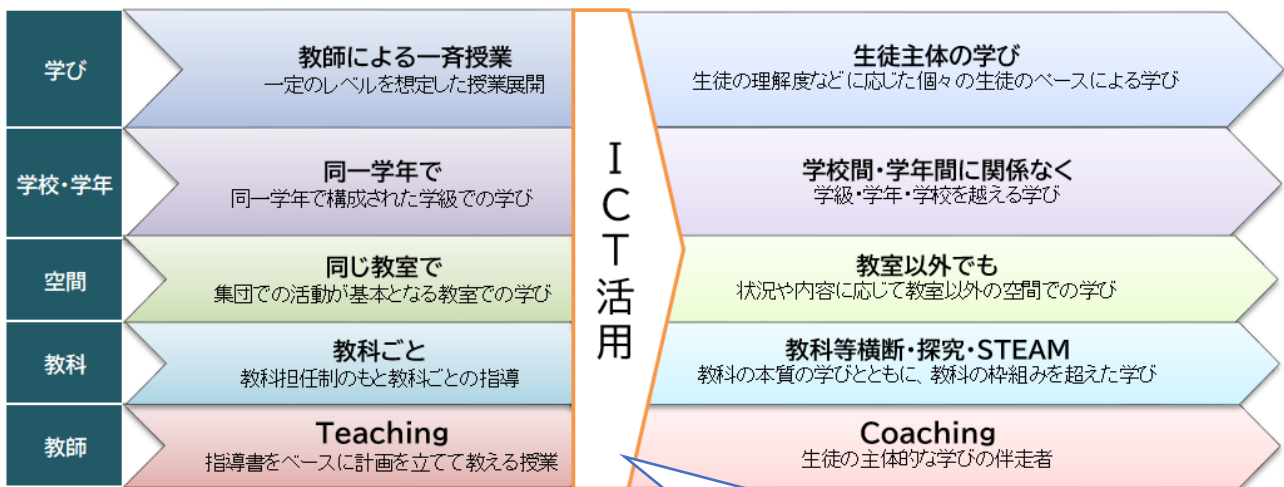 学び
教師による一斉授業
一定のレベルを想定した授業展開
生徒主体の学び
生徒の理解度などに応じた個々の生徒のペースによる学び
学校・学年
同一学年で
同一学年で構成された学級での学び
学校間・学年間に関係なく
学級・学年・学校を越える学び
ICT活用
空間
同じ教室で
集団での活動が基本となる教室での学び
教室以外でも
状況や内容に応じて教室以外の空間での学び
教科
教科ごと
教科担任制のもと教科ごとの指導
教科等横断・探究・STEAM
教科の本質の学びとともに、教科の枠組みを超えた学び
教師
Teaching
指導書をベースに計画を立てて教える授業
Coaching
生徒の主体的な学びの伴走者